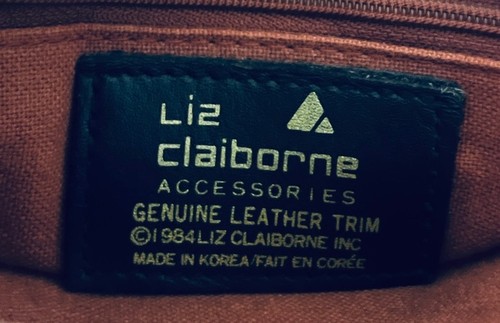 Liz
claiborne
ACCESSORIES
GENUINE LEATHER TRIM
©1984 LIZ CLAIBORNE INC
MADE IN KOREA/FAIT EN CORÉE